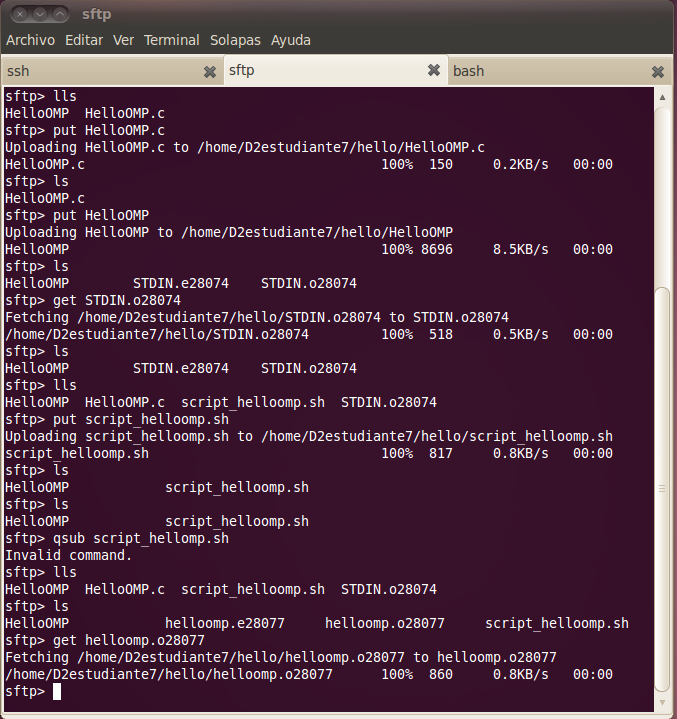 sftp
Archivo Editar Ver Terminal Solapas Ayuda
ssh sftp bash
sftp> lls
HelloOMP  HelloOMP.c
sftp> put HelloOMP.c
Uploading HelloOMP.c to /home/D2estudiante7/hello/HelloOMP.c
HelloOMP.c                                     100%  150     0.2KB/s   00:00
sftp> ls
HelloOMP.c
sftp> put HelloOMP
Uploading HelloOMP to /home/D2estudiante7/hello/HelloOMP
HelloOMP                                       100% 8696     8.5KB/s   00:00
sftp> ls
HelloOMP        STDIN.e28074    STDIN.o28074
sftp> get STDIN.o28074
Fetching /home/D2estudiante7/hello/STDIN.o28074 to STDIN.o28074
/home/D2estudiante7/hello/STDIN.o28074         100%  518     0.5KB/s   00:00
sftp> ls
HelloOMP        STDIN.e28074    STDIN.o28074
sftp> lls
HelloOMP  HelloOMP.c  script_helloomp.sh  STDIN.o28074
sftp> put script_helloomp.sh
Uploading script_helloomp.sh to /home/D2estudiante7/hello/script_helloomp.sh
script_helloomp.sh                             100%  817     0.8KB/s   00:00
sftp> ls
HelloOMP            script_helloomp.sh
sftp> ls
HelloOMP            script_helloomp.sh
sftp> qsub script_hellomp.sh
Invalid command.
sftp> lls
HelloOMP  HelloOMP.c  script_helloomp.sh  STDIN.o28074
sftp> ls
HelloOMP            helloomp.e28077     helloomp.o28077     script_helloomp.sh
sftp> get helloomp.o28077
Fetching /home/D2estudiante7/hello/helloomp.o28077 to helloomp.o28077
/home/D2estudiante7/hello/helloomp.o28077      100%  860     0.8KB/s   00:00
sftp>